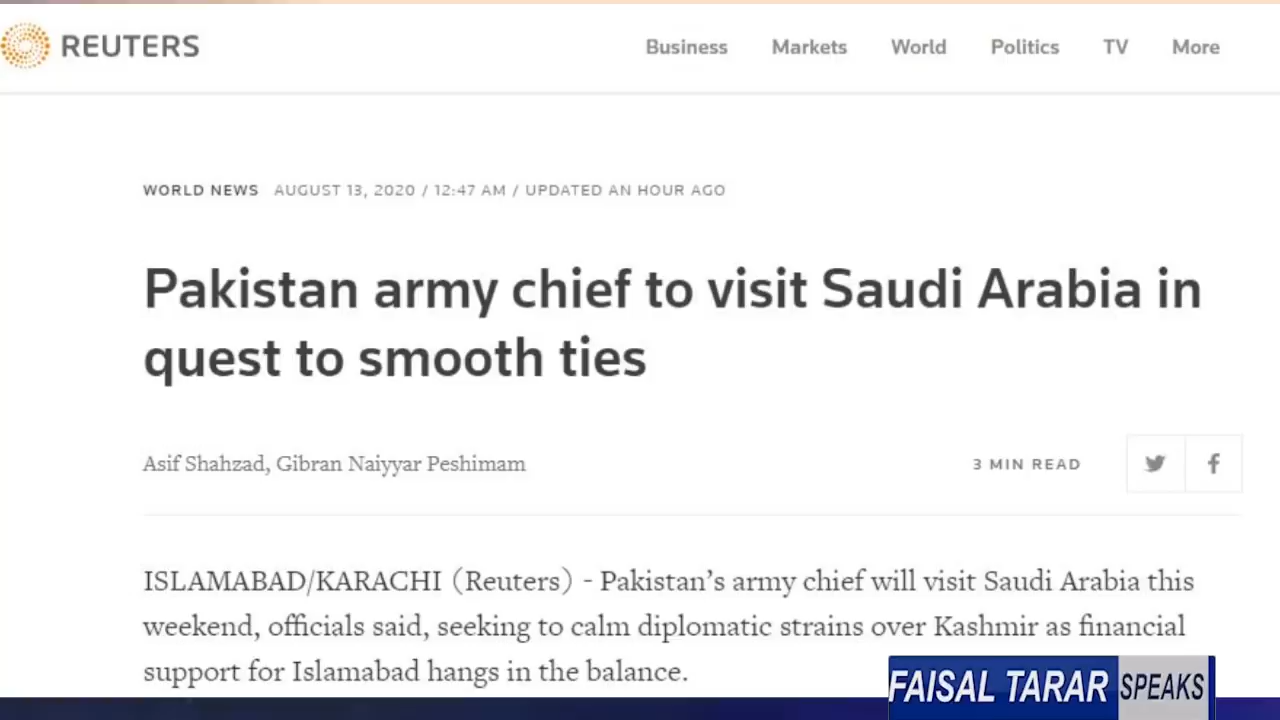 REUTERS
Business Markets World Politics TV More
WORLD NEWS AUGUST 13, 2020 / 12:47 AM / UPDATED AN HOUR AGO
Pakistan army chief to visit Saudi Arabia in
quest to smooth ties
Asif Shahzad, Gibran Naiyyar Peshimam
3 MIN READ
ISLAMABAD/KARACHI (Reuters) - Pakistan’s army chief will visit Saudi Arabia this
weekend, officials said, seeking to calm diplomatic strains over Kashmir as financial
support for Islamabad hangs in the balance.
FAISAL TARAR SPEAKS